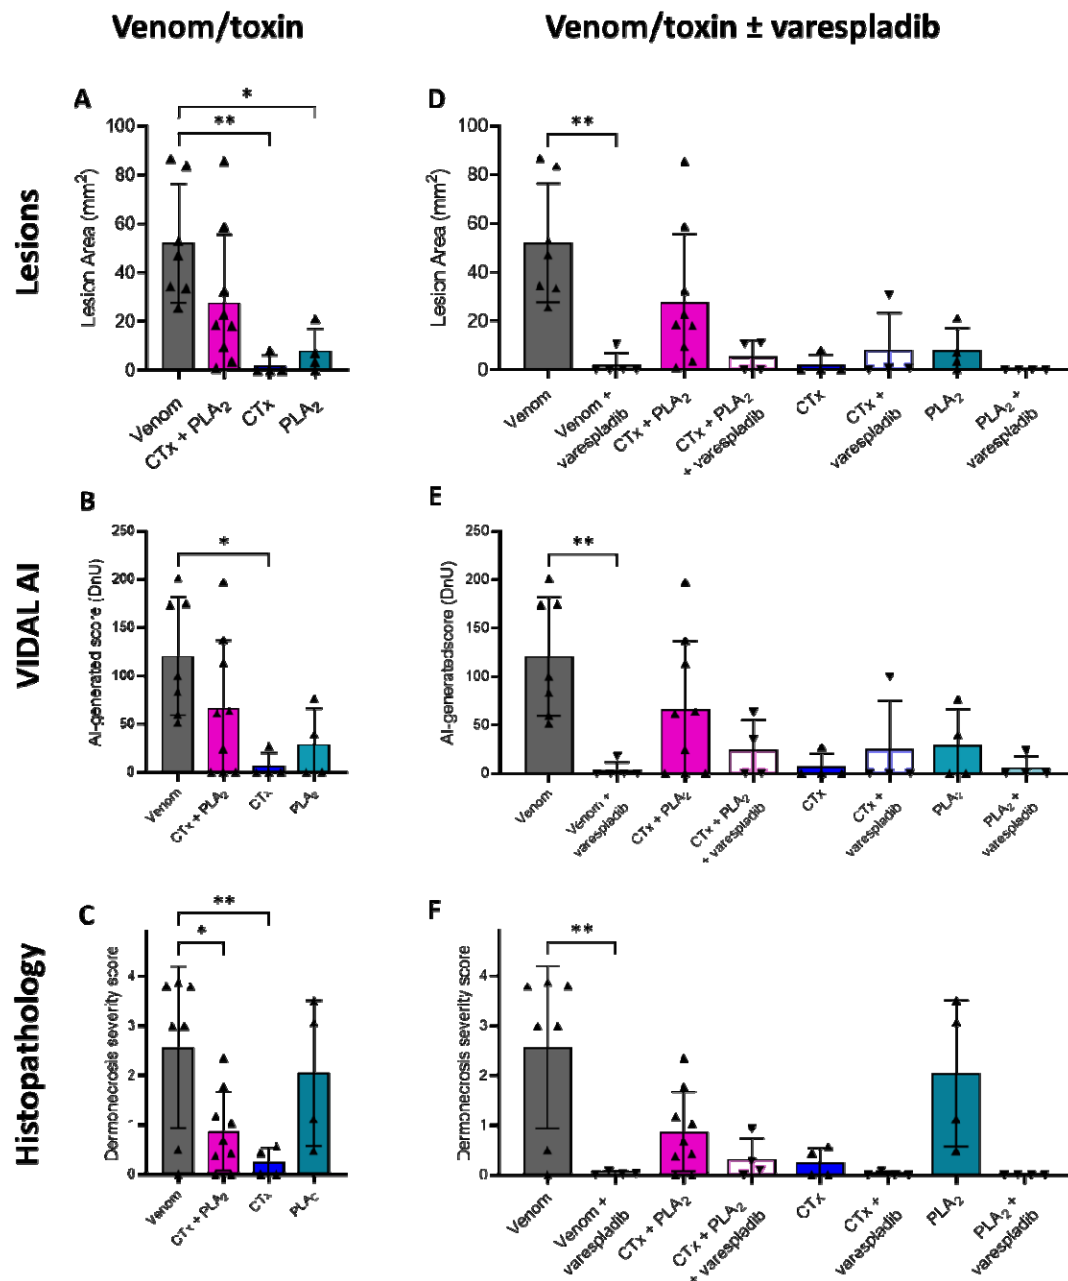 Venom/toxin
Venom/toxin ± varespladib
Lesions
A
*
**
Lesion Area (mm²)
100
80
60
40
20
0
Venom
CTx + PLA₂
CTx
PLA₂
D
**
Lesion Area (mm²)
100
80
60
40
20
0
Venom
Venom +
varespladib
CTx + PLA₂
CTx + PLA₂
+ varespladib
CTx
CTx +
varespladib
PLA₂
PLA₂ +
varespladib
VIDAL AI
B
*
AI-generated score (DnU)
250
200
150
100
50
0
Venom
CTx + PLA₂
CTx
PLA₂
E
**
AI-generatedscore (DnU)
250
200
150
100
50
0
Venom
Venom +
varespladib
CTx + PLA₂
CTx + PLA₂
+ varespladib
CTx
CTx +
varespladib
PLA₂
PLA₂ +
varespladib
Histopathology
C
**
*
Dermonecrosis severity score
4
3
2
1
0
Venom
CTx + PLA₂
CTx
F
**
Dermonecrosis severity score
4
3
2
1
0
Venom
Venom +
varespladib
CTx + PLA₂
CTx + PLA₂
+ varespladib
CTx
CTx +
varespladib
PLA₂
PLA₂ +
varespladib